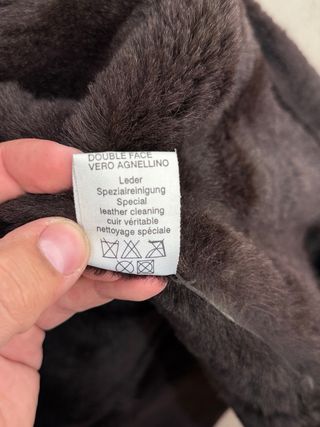 DOUBLE FACE
VERO AGNELLINO
Leder
Spezialreinigung
Special
leather cleaning
cuir véritable
nettoyage spéciale